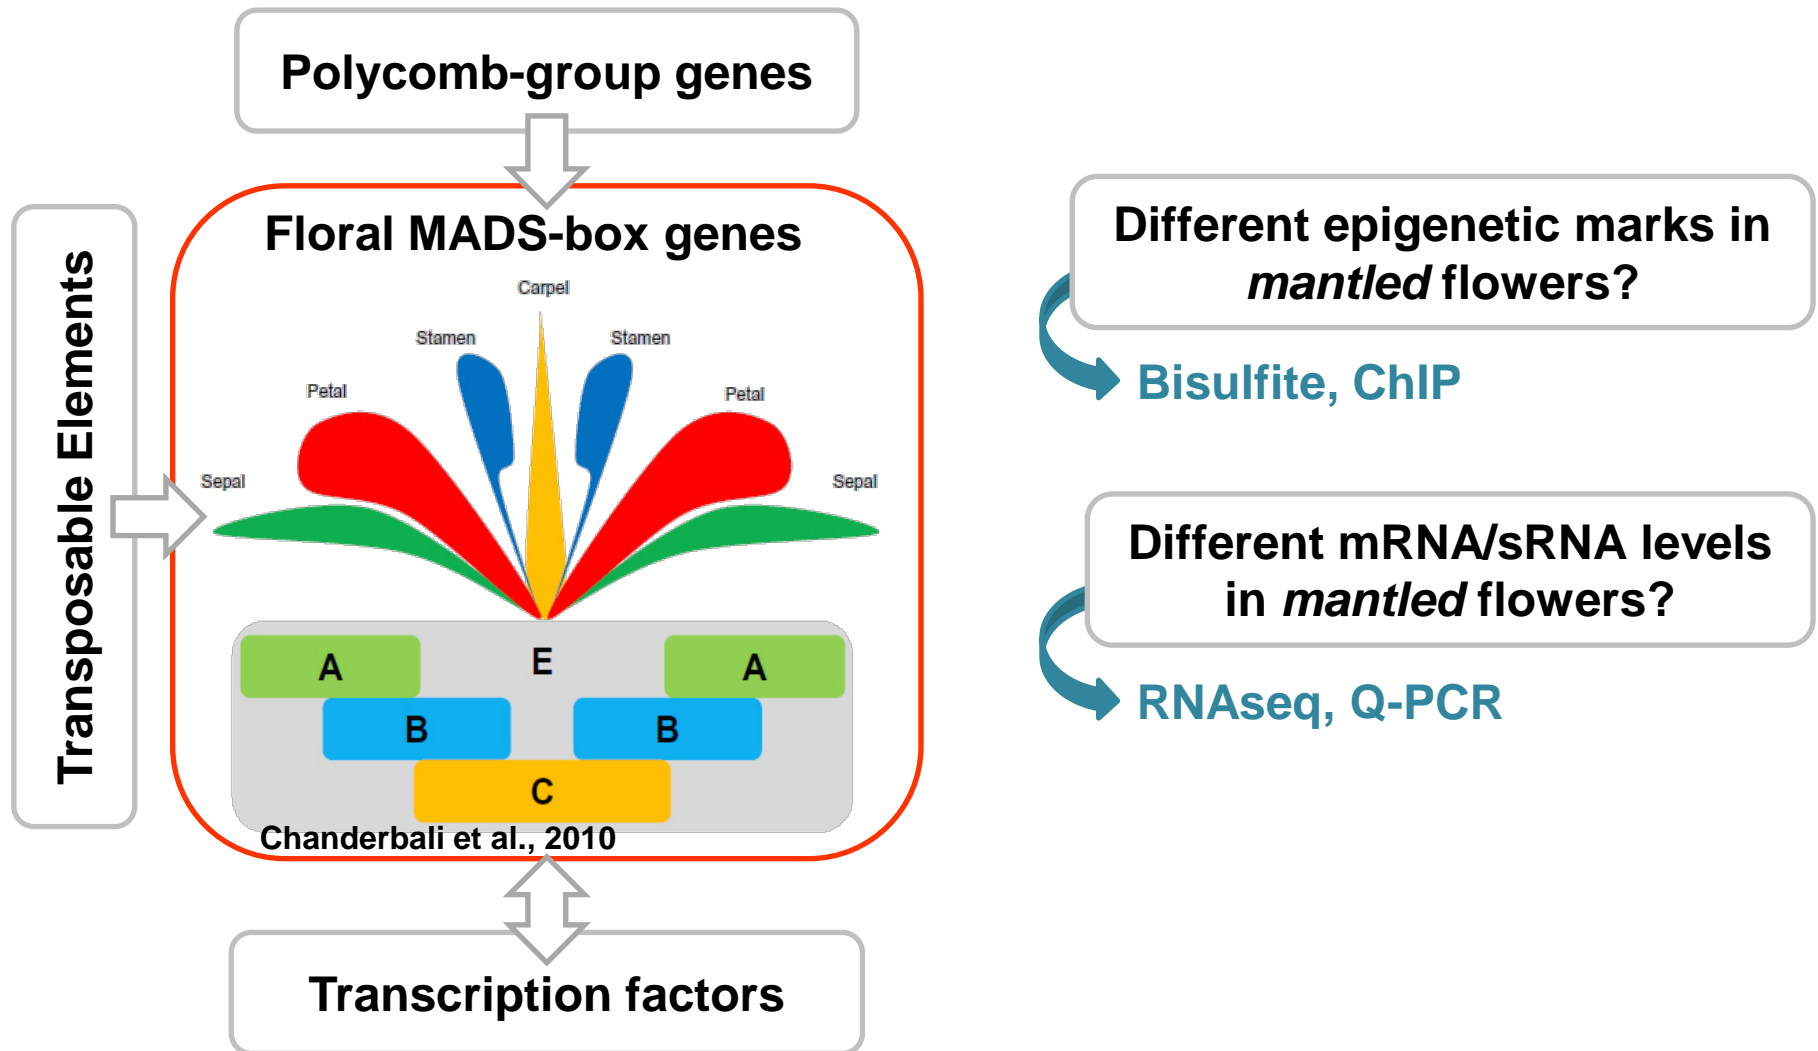 Polycomb-group genes
Transposable Elements
Floral MADS-box genes
Carpel
Stamen
Stamen
Petal
Petal
Sepal
Sepal
A
E
A
B
B
C
Chanderbali et al., 2010
Transcription factors
Different epigenetic marks in
mantled flowers?
Bisulfite, ChIP
Different mRNA/sRNA levels
in mantled flowers?
RNAseq, Q-PCR